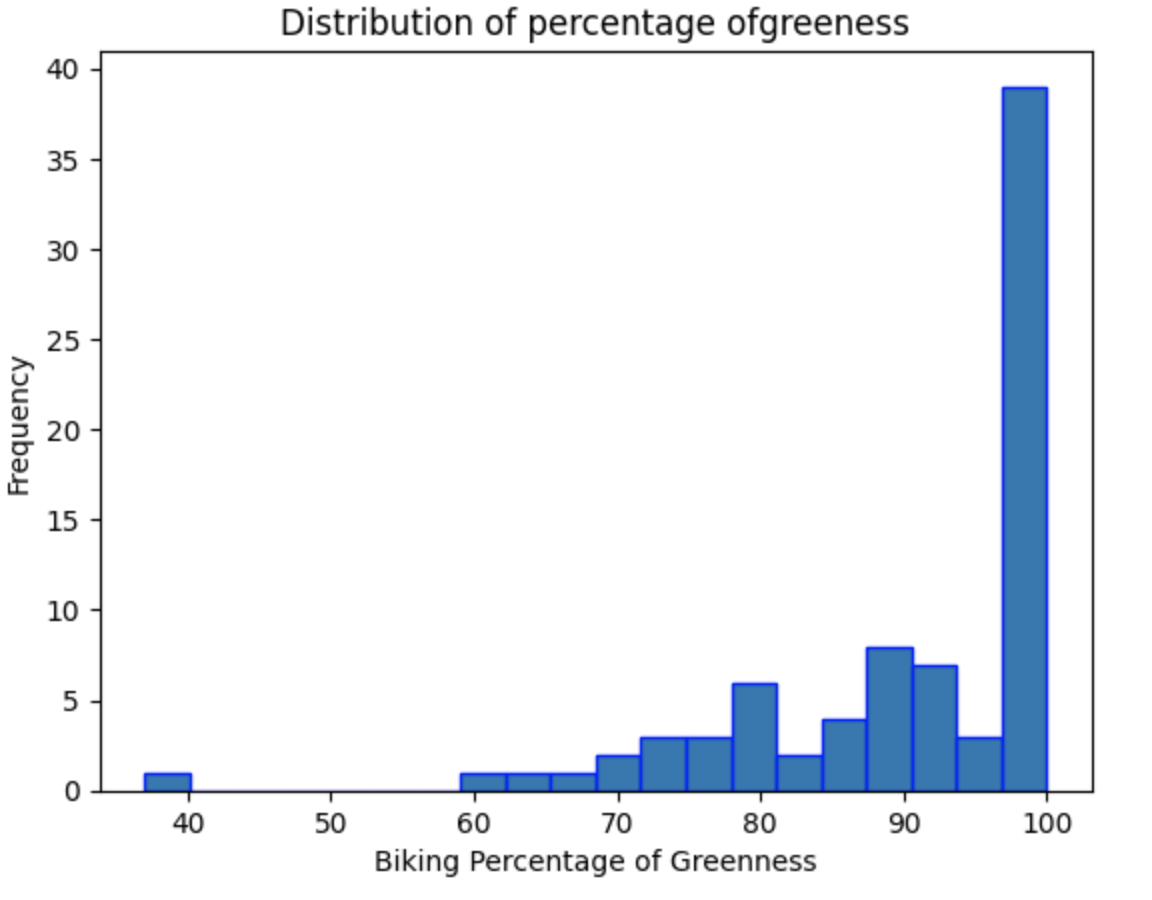 Distribution of percentage ofgreeness
40
35
30
25
20
15
10
5
0
Frequency
40 50 60 70 80 90 100
Biking Percentage of Greenness